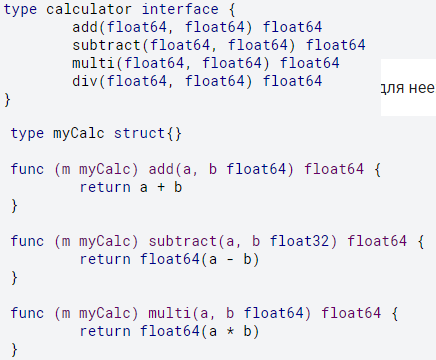 type calculator interface {
        add(float64, float64) float64
        subtract(float64, float64) float64
        multi(float64, float64) float64
        div(float64, float64) float64
}
для нее
type myCalc struct{}
func (m myCalc) add(a, b float64) float64 {
        return a + b
}
func (m myCalc) subtract(a, b float32) float64 {
        return float64(a - b)
}
func (m myCalc) multi(a, b float64) float64 {
        return float64(a * b)
}